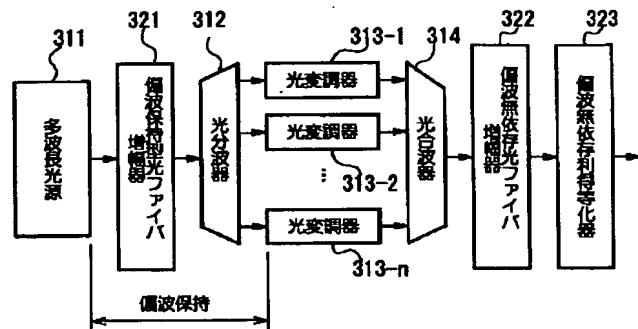 311
321
312
313-1
314
322
323
多波長光源
偏波保持型光ファイバ
増幅器
光分波器
光変調器
光変調器
313-2
...
光変調器
313-n
光合波器
偏波無依存光ファイバ
増幅器
偏波無依存利得等化器
偏波保持